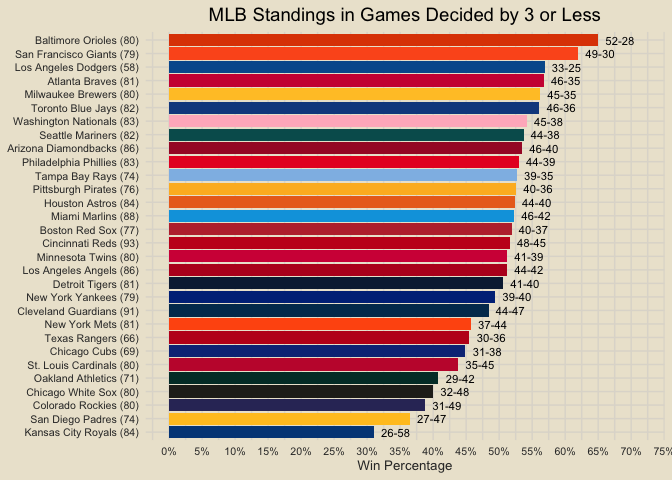 MLB Standings in Games Decided by 3 or Less
Baltimore Orioles (80) 52-28
San Francisco Giants (79) 49-30
Los Angeles Dodgers (58) 33-25
Atlanta Braves (81) 46-35
Milwaukee Brewers (80) 45-35
Toronto Blue Jays (82) 46-36
Washington Nationals (83) 45-38
Seattle Mariners (82) 44-38
Arizona Diamondbacks (86) 46-40
Philadelphia Phillies (83) 44-39
Tampa Bay Rays (74) 39-35
Pittsburgh Pirates (76) 40-36
Houston Astros (84) 44-40
Miami Marlins (88) 46-42
Boston Red Sox (77) 40-37
Cincinnati Reds (93) 48-45
Minnesota Twins (80) 41-39
Los Angeles Angels (86) 44-42
Detroit Tigers (81) 41-40
New York Yankees (79) 39-40
Cleveland Guardians (91) 44-47
New York Mets (81) 37-44
Texas Rangers (66) 30-36
Chicago Cubs (69) 31-38
St. Louis Cardinals (80) 35-45
Oakland Athletics (71) 29-42
Chicago White Sox (80) 32-48
Colorado Rockies (80) 31-49
San Diego Padres (74) 27-47
Kansas City Royals (84) 26-58
0% 5% 10% 15% 20% 25% 30% 35% 40% 45% 50% 55% 60% 65% 70% 75%
Win Percentage